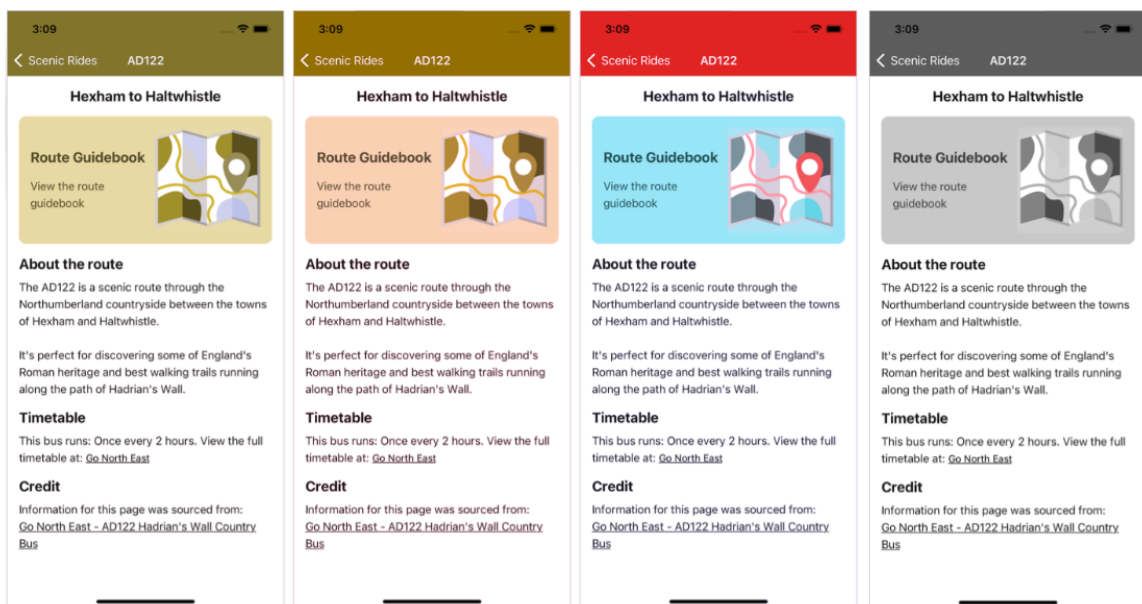 3:09
Scenic Rides AD122
Hexham to Haltwhistle
Route Guidebook
View the route
guidebook
About the route
The AD122 is a scenic route through the
Northumberland countryside between the towns
of Hexham and Haltwhistle.
It's perfect for discovering some of England's
Roman heritage and best walking trails running
along the path of Hadrian's Wall.
Timetable
This bus runs: Once every 2 hours. View the full
timetable at: Go North East
Credit
Information for this page was sourced from:
Go North East - AD122 Hadrian's Wall Country
Bus
3:09
Scenic Rides AD122
Hexham to Haltwhistle
Route Guidebook
View the route
guidebook
About the route
The AD122 is a scenic route through the
Northumberland countryside between the towns
of Hexham and Haltwhistle.
It's perfect for discovering some of England's
Roman heritage and best walking trails running
along the path of Hadrian's Wall.
Timetable
This bus runs: Once every 2 hours. View the full
timetable at: Go North East
Credit
Information for this page was sourced from:
Go North East - AD122 Hadrian's Wall Country
Bus
3:09
Scenic Rides AD122
Hexham to Haltwhistle
Route Guidebook
View the route
guidebook
About the route
The AD122 is a scenic route through the
Northumberland countryside between the towns
of Hexham and Haltwhistle.
It's perfect for discovering some of England's
Roman heritage and best walking trails running
along the path of Hadrian's Wall.
Timetable
This bus runs: Once every 2 hours. View the full
timetable at: Go North East
Credit
Information for this page was sourced from:
Go North East - AD122 Hadrian's Wall Country
Bus
3:09
Scenic Rides AD122
Hexham to Haltwhistle
Route Guidebook
View the route
guidebook
About the route
The AD122 is a scenic route through the
Northumberland countryside between the towns
of Hexham and Haltwhistle.
It's perfect for discovering some of England's
Roman heritage and best walking trails running
along the path of Hadrian's Wall.
Timetable
This bus runs: Once every 2 hours. View the full
timetable at: Go North East
Credit
Information for this page was sourced from:
Go North East - AD122 Hadrian's Wall Country
Bus